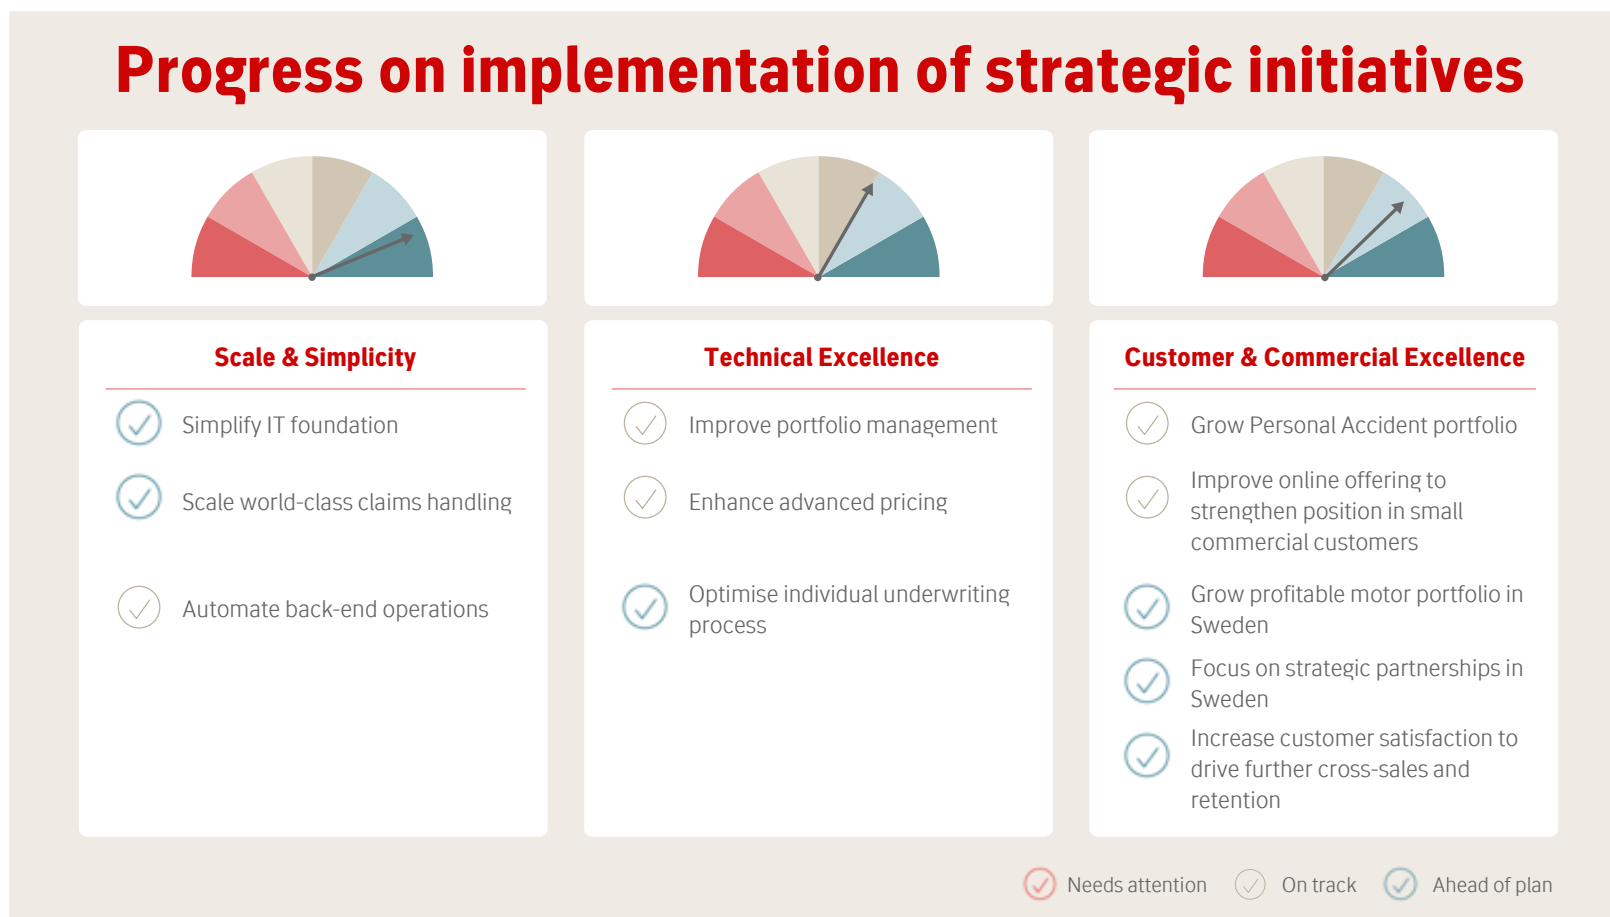 Progress on implementation of strategic initiatives
Scale & Simplicity
Simplify IT foundation
Scale world-class claims handling
Automate back-end operations
Technical Excellence
Improve portfolio management
Enhance advanced pricing
Optimise individual underwriting
process
Customer & Commercial Excellence
Grow Personal Accident portfolio
Improve online offering to
strengthen position in small
commercial customers
Grow profitable motor portfolio in
Sweden
Focus on strategic partnerships in
Sweden
Increase customer satisfaction to
drive further cross-sales and
retention
Needs attention
On track
Ahead of plan